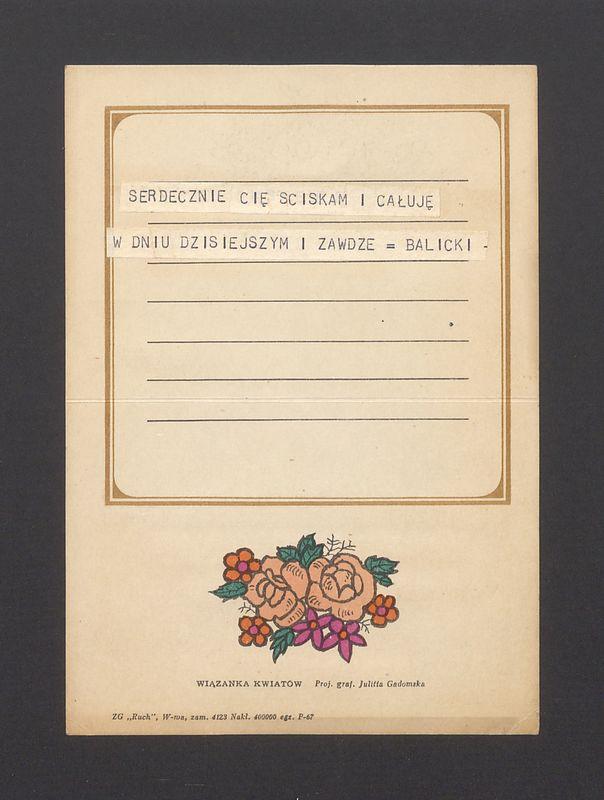 SERDECZNIE CIĘ SCISKAM I CAŁUJĘ
W DNIU DZISIEJSZYM I ZAWDZE = BALICKI -
WIĄZANKA KWIATÓW Proj. graf. Julitta Gadomska
ZG „Ruch", W-wa, zam. 4123 Nakł. 400000 egz. P-67